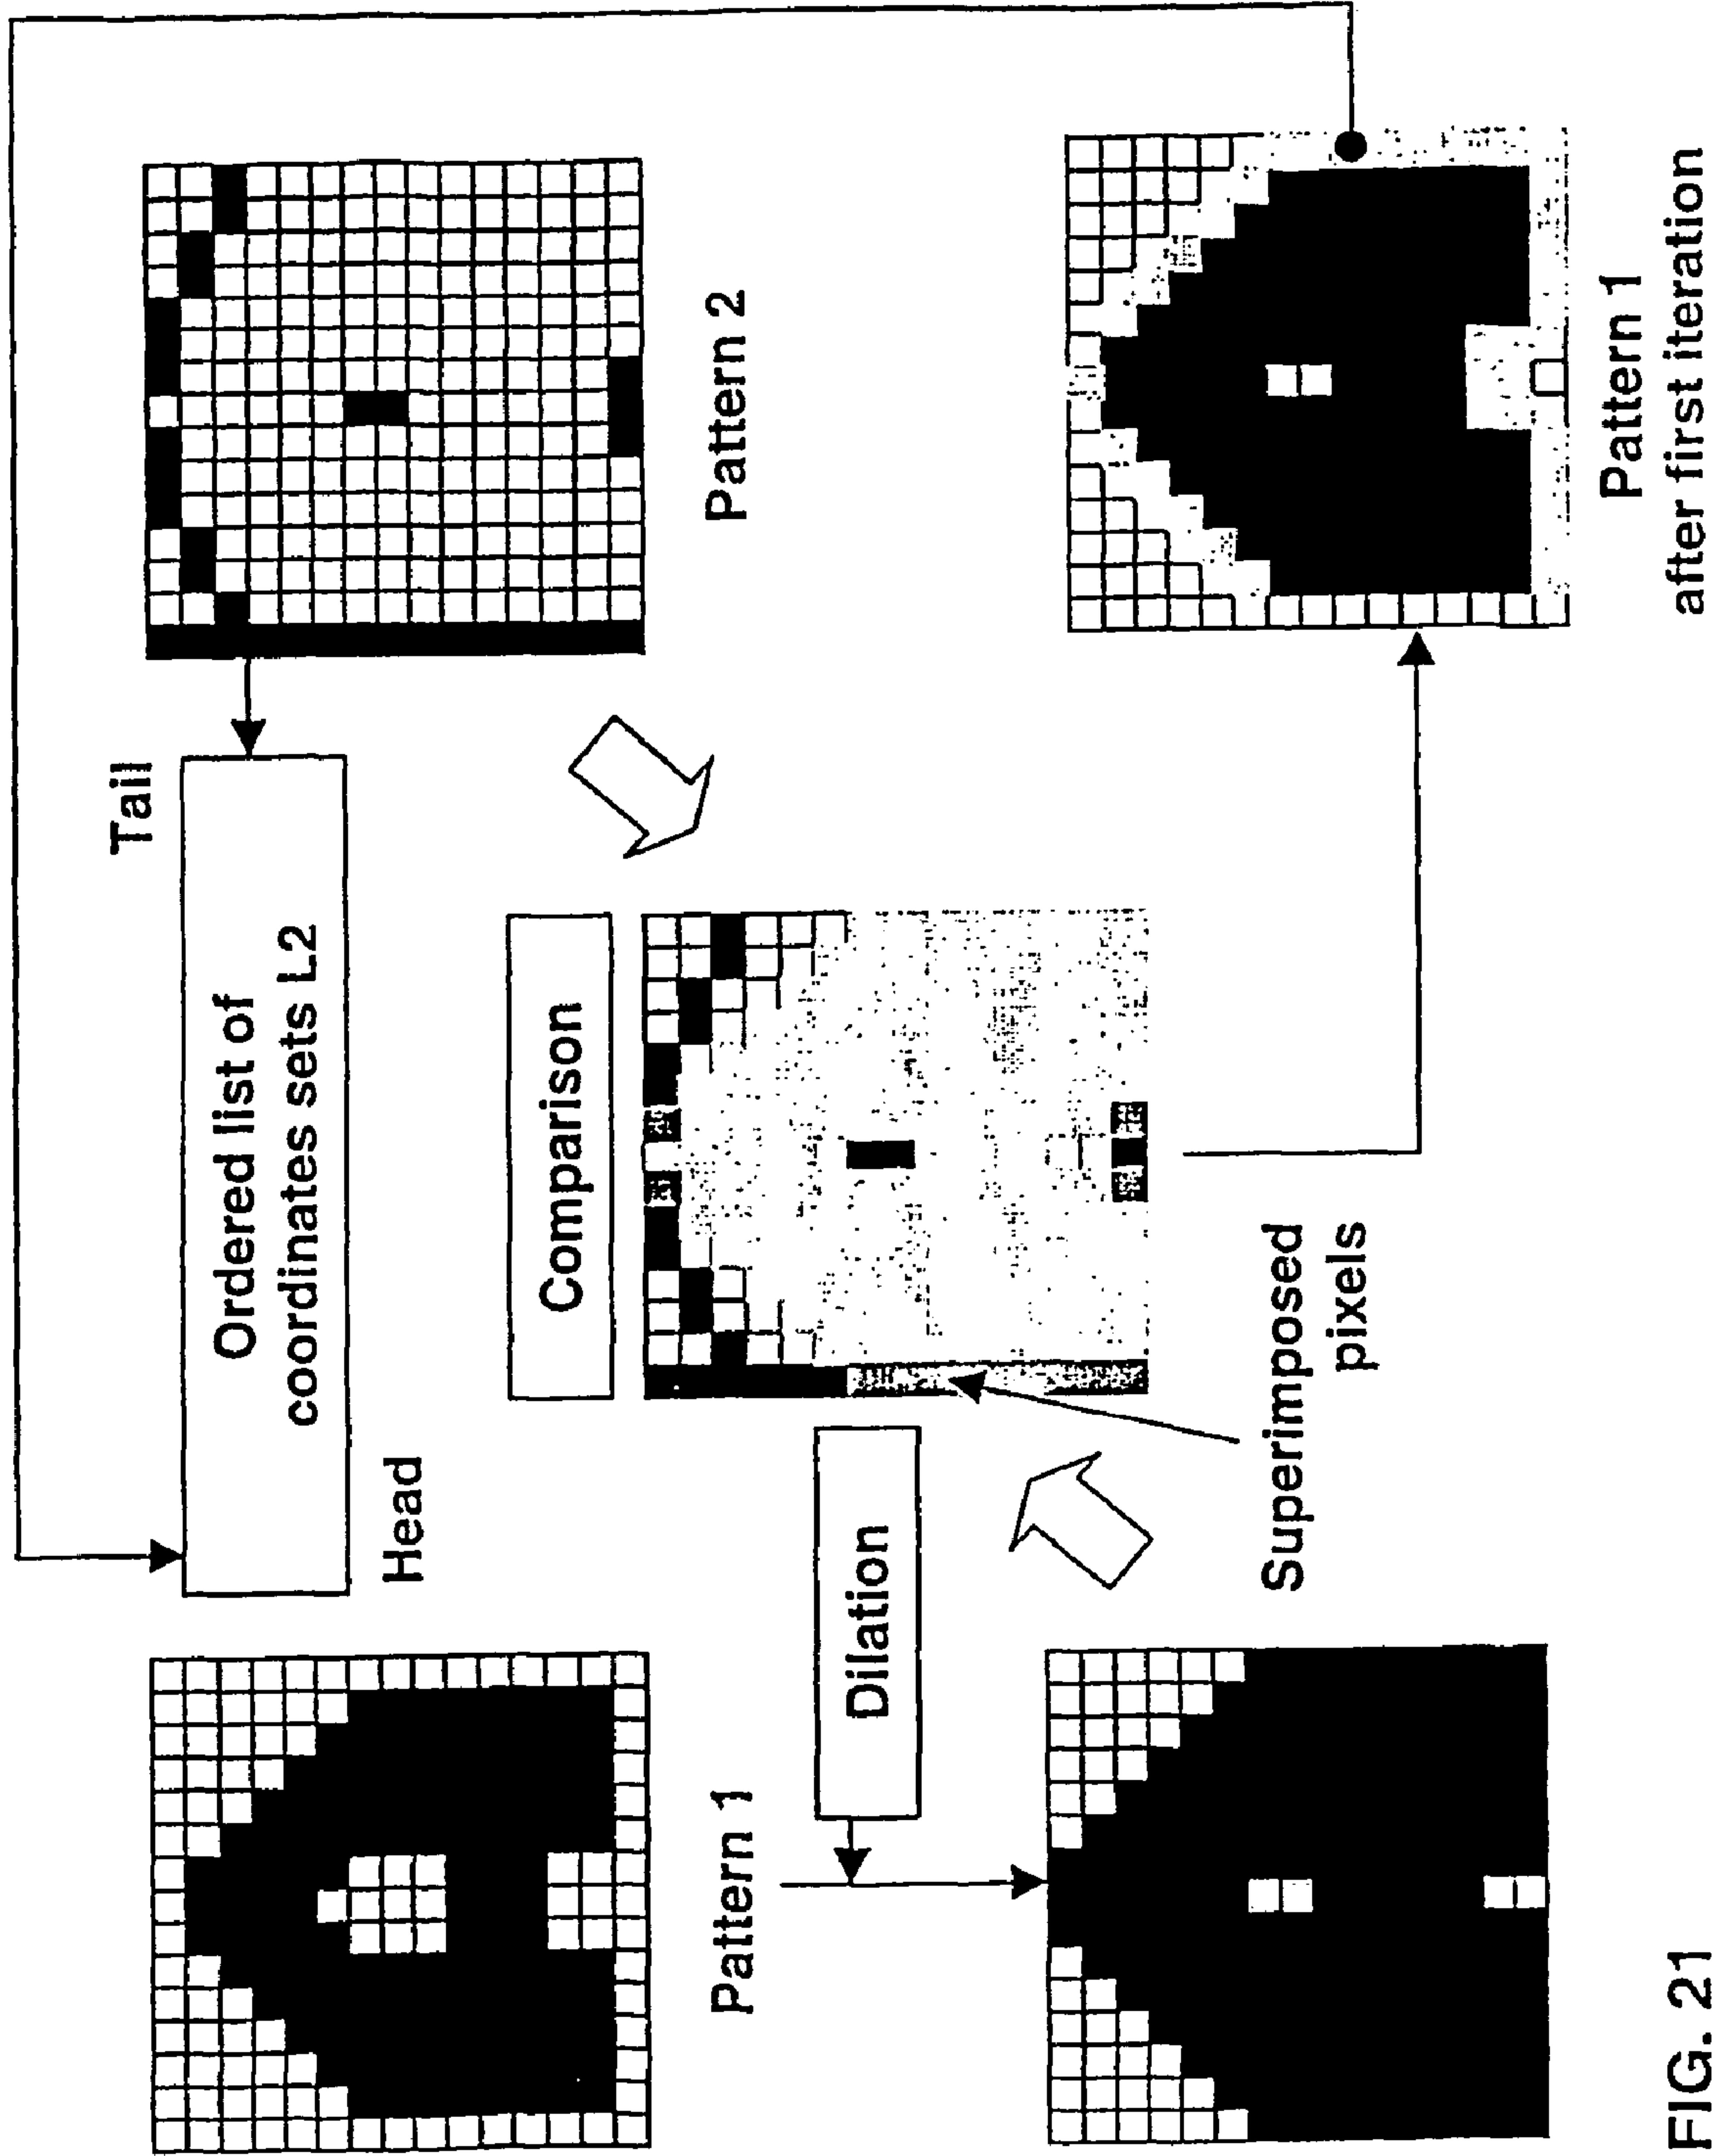 Ordered list of
coordinates sets L2
Tail
Head
Pattern 1
Pattern 2
Comparison
Dilation
Superimposed
pixels
Pattern 1
after first iteration
FIG. 21